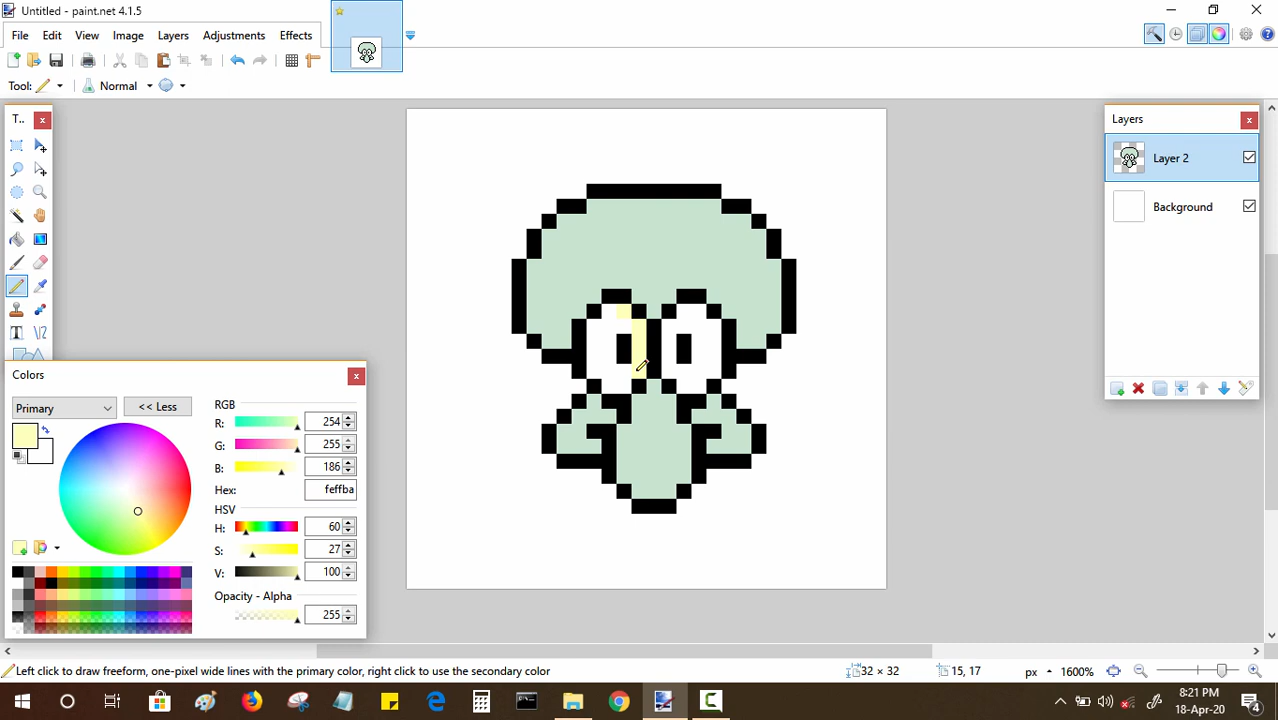 Untitled - paint.net 4.1.5
File Edit View Image Layers Adjustments Effects
Tool: Normal
T..
Layers
Layer 2
Background
Colors
Primary << Less
RGB
R: 254
G: 255
B: 186
Hex: feffba
HSV
H: 60
S: 27
V: 100
Opacity - Alpha
255
Left click to draw freeform, one-pixel wide lines with the primary color, right click to use the secondary color 32 × 32 15, 17 px 1600%
8:21 PM
18-Apr-20
4